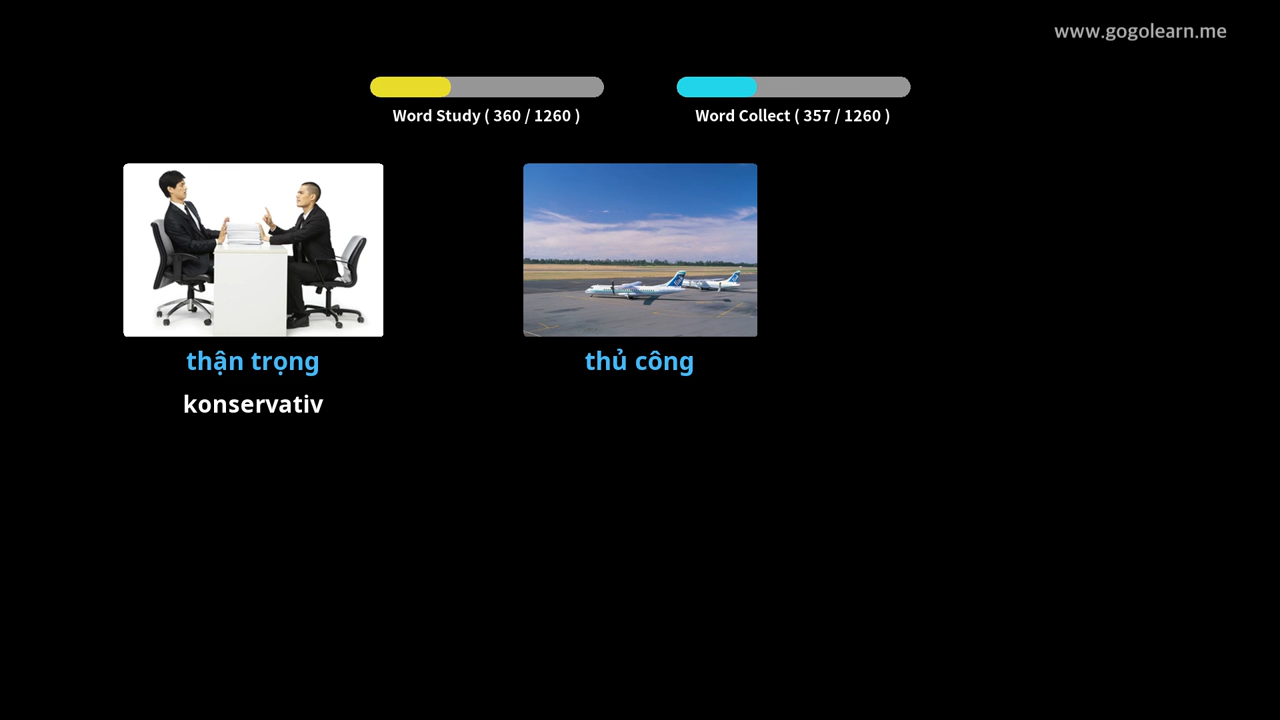 www.gogolearn.me
Word Study ( 360 / 1260 )
Word Collect ( 357 / 1260 )
thận trọng
thủ công
konservativ